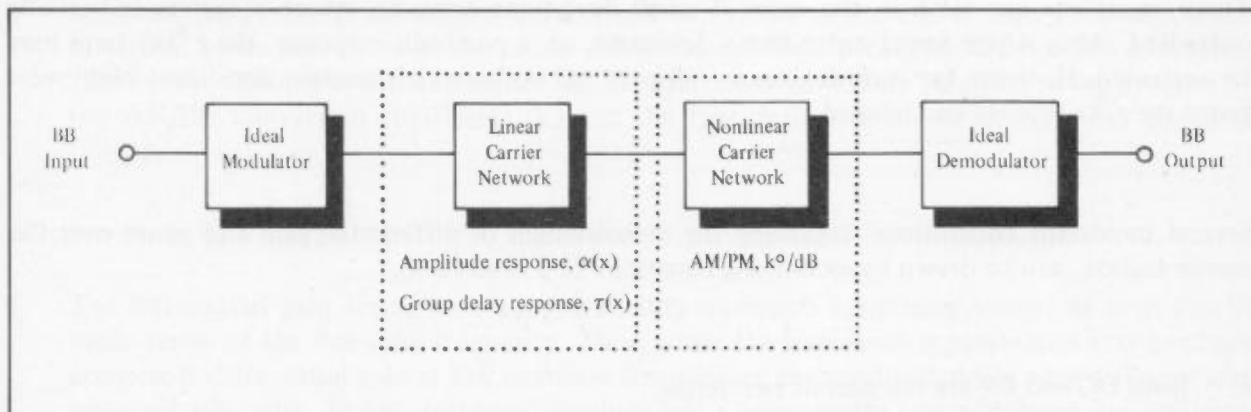 BB
Input
Ideal
Modulator
Linear
Carrier
Network
Nonlinear
Carrier
Network
Ideal
Demodulator
BB
Output
Amplitude response, α(x)
Group delay response, τ(x)
AM/PM, kº/dB